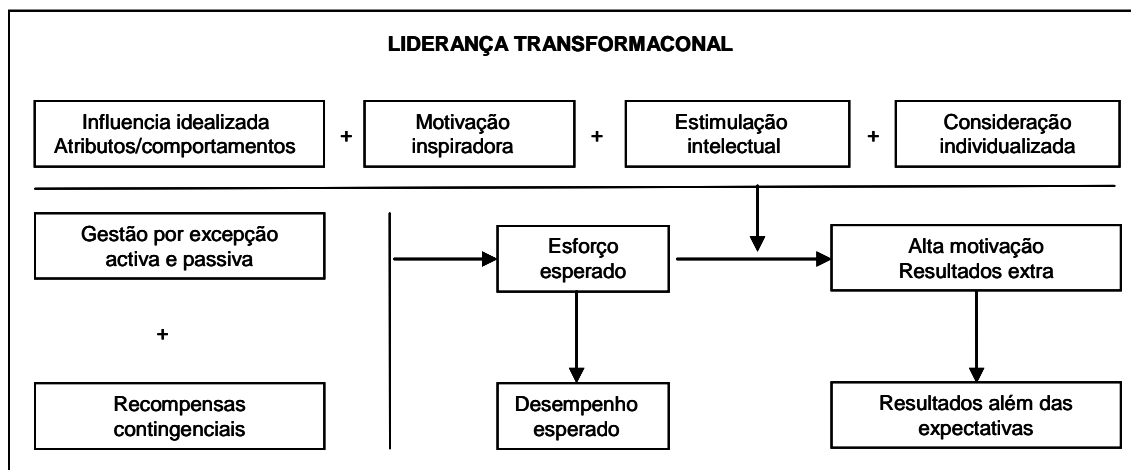 LIDERANÇA TRANSFORMACONAL
Influencia idealizada
Atributos/comportamentos
+
Motivação
inspiradora
+
Estimulação
intelectual
+
Consideração
individualizada
Gestão por excepção
activa e passiva
Esforço
esperado
Alta motivação
Resultados extra
+
Recompensas
contingenciais
Desempenho
esperado
Resultados além das
expectativas